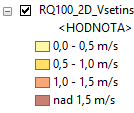 RQ100_2D_Vsetins
<HODNOTA>
0,0 - 0,5 m/s
0,5 - 1,0 m/s
1,0 - 1,5 m/s
nad 1,5 m/s